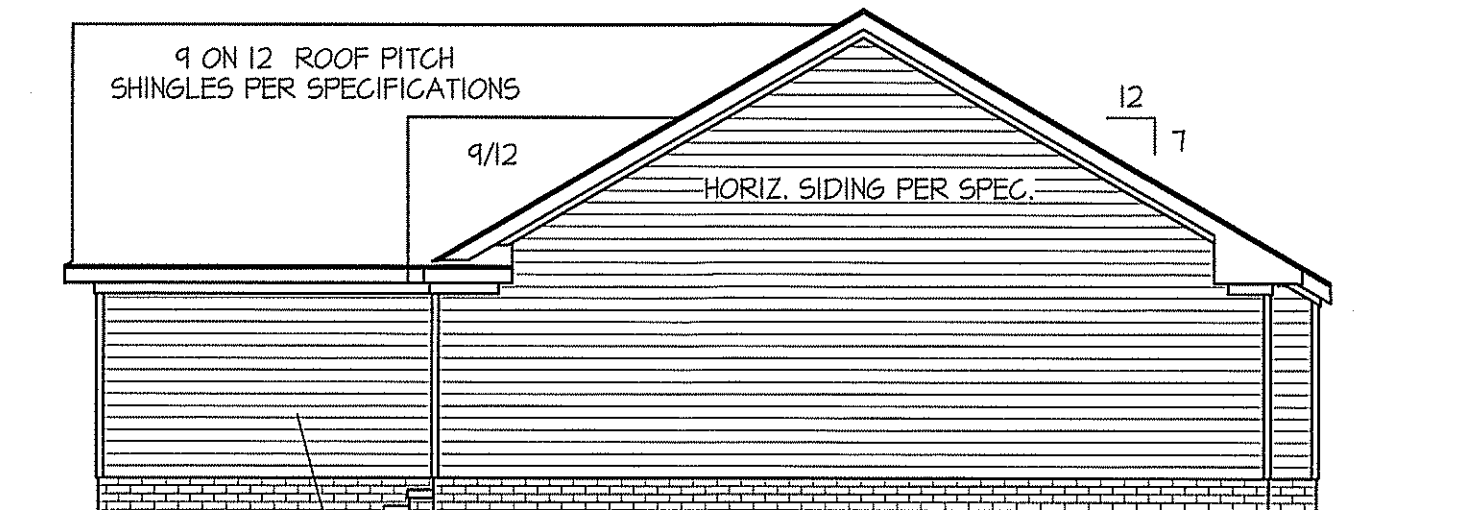 9 ON 12 ROOF PITCH
SHINGLES PER SPECIFICATIONS
12
7
9/12
HORIZ. SIDING PER SPEC.